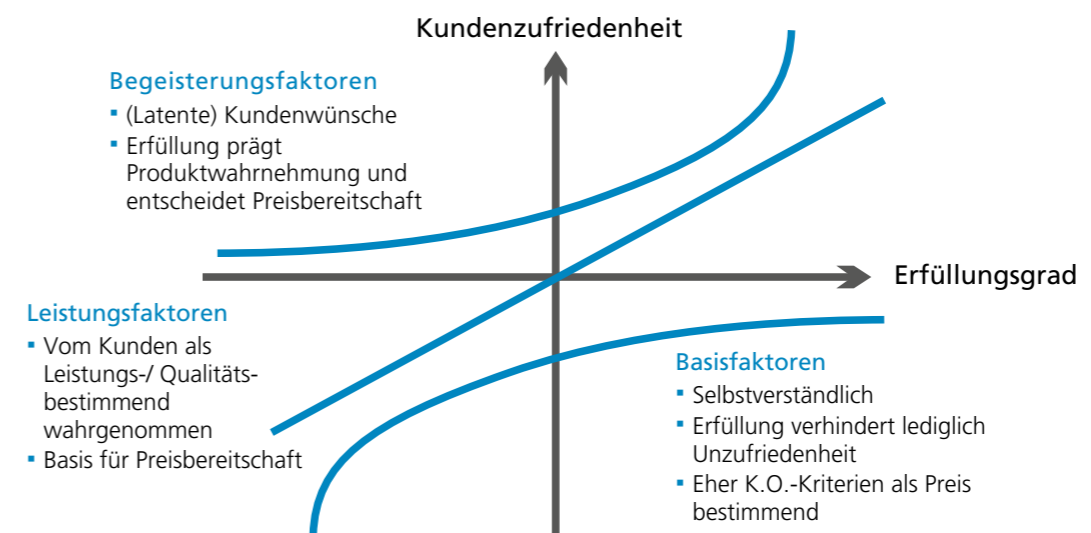 Kundenzufriedenheit
Begeisterungsfaktoren
▪ (Latente) Kundenwünsche
▪ Erfüllung prägt
Produktwahrnehmung und
entscheidet Preisbereitschaft
Erfüllungsgrad
Leistungsfaktoren
▪ Vom Kunden als
Leistungs-/ Qualitäts-
bestimmend
wahrgenommen
▪ Basis für Preisbereitschaft
Basisfaktoren
▪ Selbstverständlich
▪ Erfüllung verhindert lediglich
Unzufriedenheit
▪ Eher K.O.-Kriterien als Preis
bestimmend